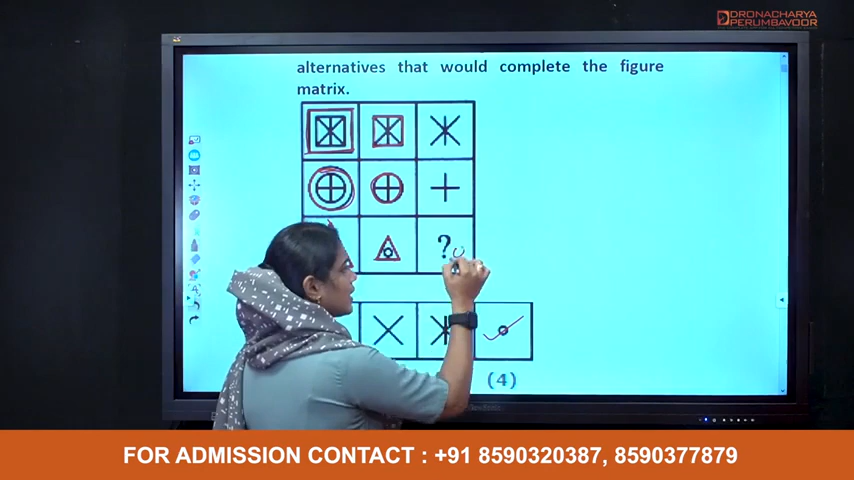 DRONACHARYA
PERUMBAVOOR
alternatives that would complete the figure
matrix.
?
(4)
FOR ADMISSION CONTACT : +91 8590320387, 8590377879